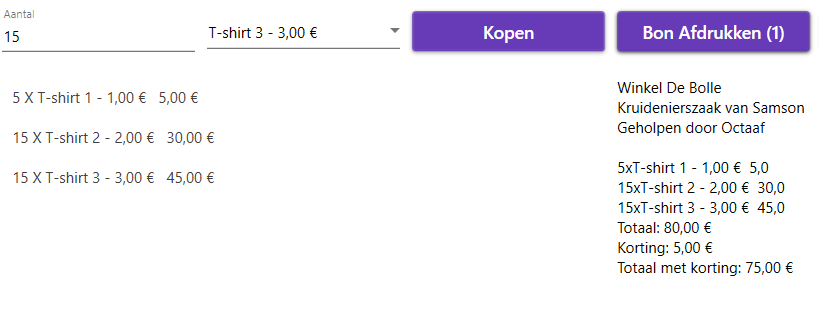 Aantal
15
T-shirt 3 - 3,00 €
Kopen
Bon Afdrukken (1)
5 X T-shirt 1 - 1,00 € 5,00 €
15 X T-shirt 2 - 2,00 € 30,00 €
15 X T-shirt 3 - 3,00 € 45,00 €
Winkel De Bolle
Kruidenierszaak van Samson
Geholpen door Octaaf
5xT-shirt 1 - 1,00 € 5,0
15xT-shirt 2 - 2,00 € 30,0
15xT-shirt 3 - 3,00 € 45,0
Totaal: 80,00 €
Korting: 5,00 €
Totaal met korting: 75,00 €